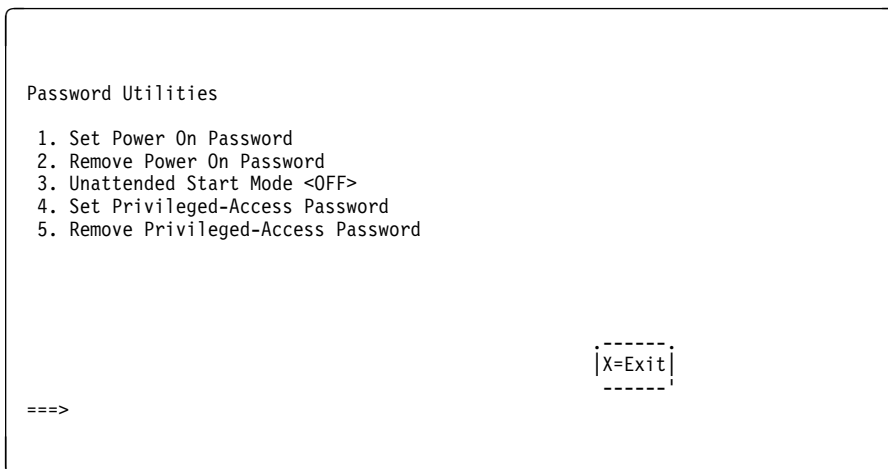 Password Utilities
1. Set Power On Password
2. Remove Power On Password
3. Unattended Start Mode <OFF>
4. Set Privileged-Access Password
5. Remove Privileged-Access Password
.------.
|X=Exit|
------'
===>